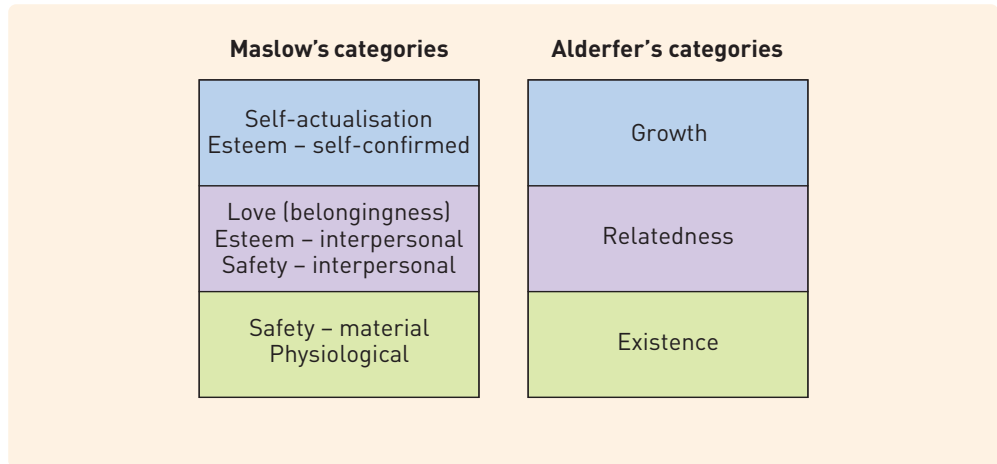 Maslow's categories
Self-actualisation
Esteem – self-confirmed
Love (belongingness)
Esteem – interpersonal
Safety – interpersonal
Safety – material
Physiological
Alderfer's categories
Growth
Relatedness
Existence